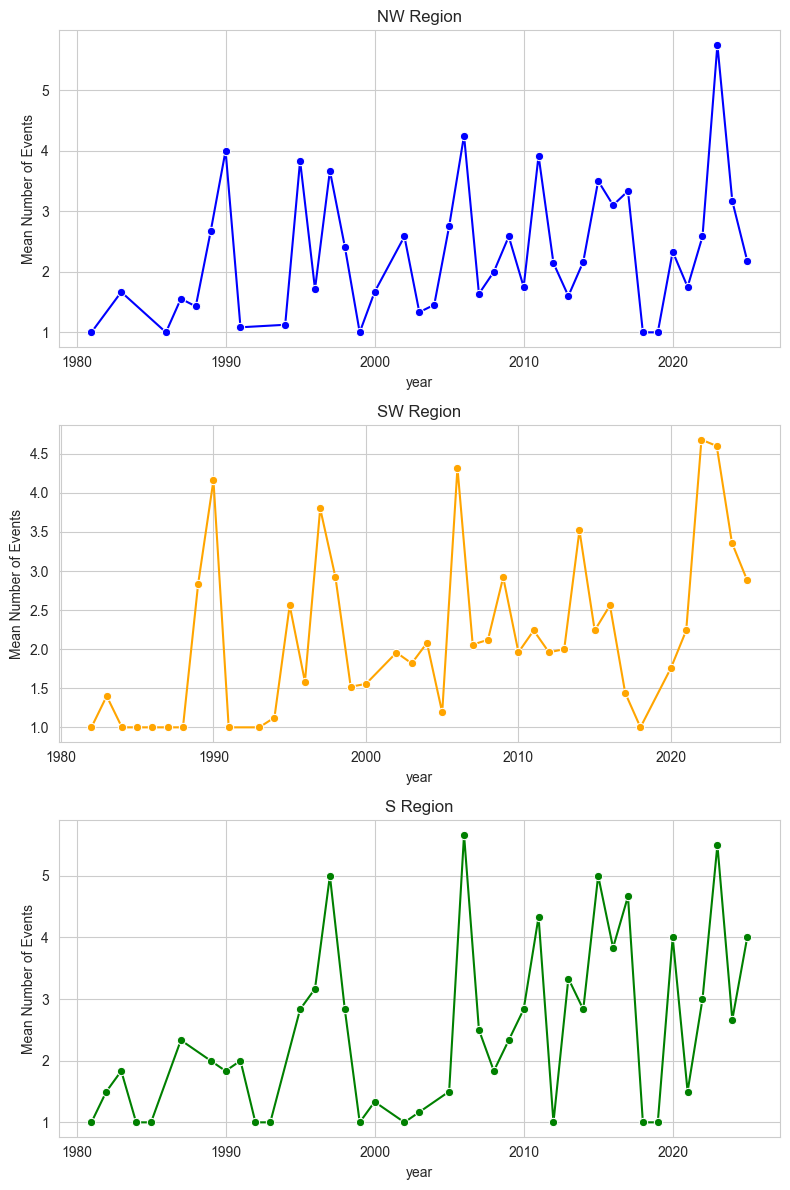 NW Region
5
4
3
2
1
Mean Number of Events
1980 1990 2000 2010 2020
year
SW Region
4.5
4.0
3.5
3.0
2.5
2.0
1.5
1.0
Mean Number of Events
1980 1990 2000 2010 2020
year
S Region
5
4
3
2
1
Mean Number of Events
1980 1990 2000 2010 2020
year